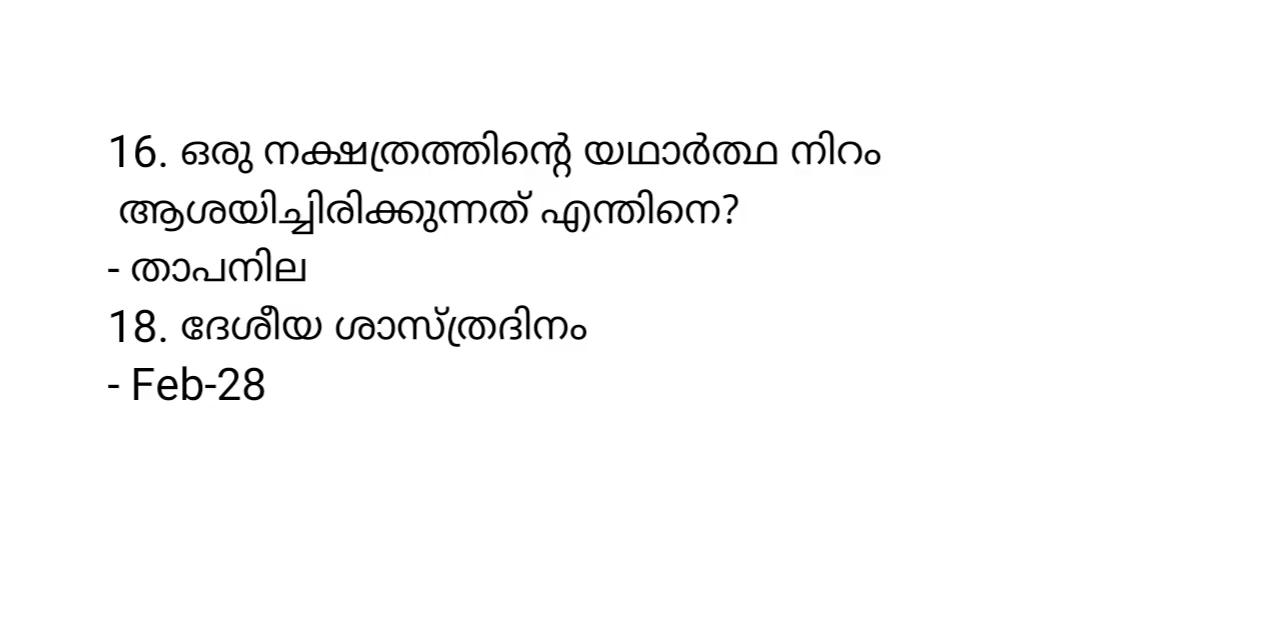 16. ഒരു നക്ഷത്രത്തിന്റെ യഥാർത്ഥ നിറം
ആശയിച്ചിരിക്കുന്നത് എന്തിനെ?
- താപനില
18. ദേശീയ ശാസ്ത്രദിനം
- Feb-28